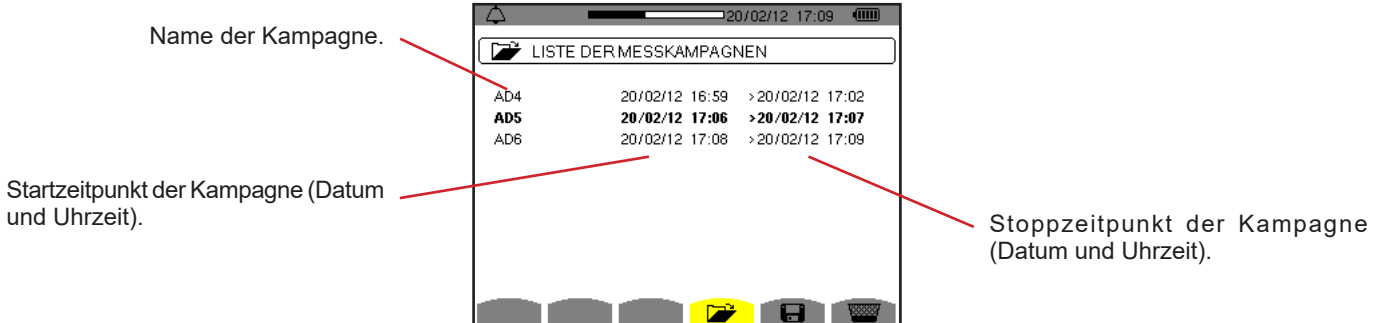 20/02/12 17:09
Name der Kampagne.
LISTE DER MESSKAMPAGNEN
AD4 20/02/12 16:59 >20/02/12 17:02
AD5 20/02/12 17:06 >20/02/12 17:07
AD6 20/02/12 17:08 >20/02/12 17:09
Startzeitpunkt der Kampagne (Datum
und Uhrzeit).
Stoppzeitpunkt der Kampagne
(Datum und Uhrzeit).